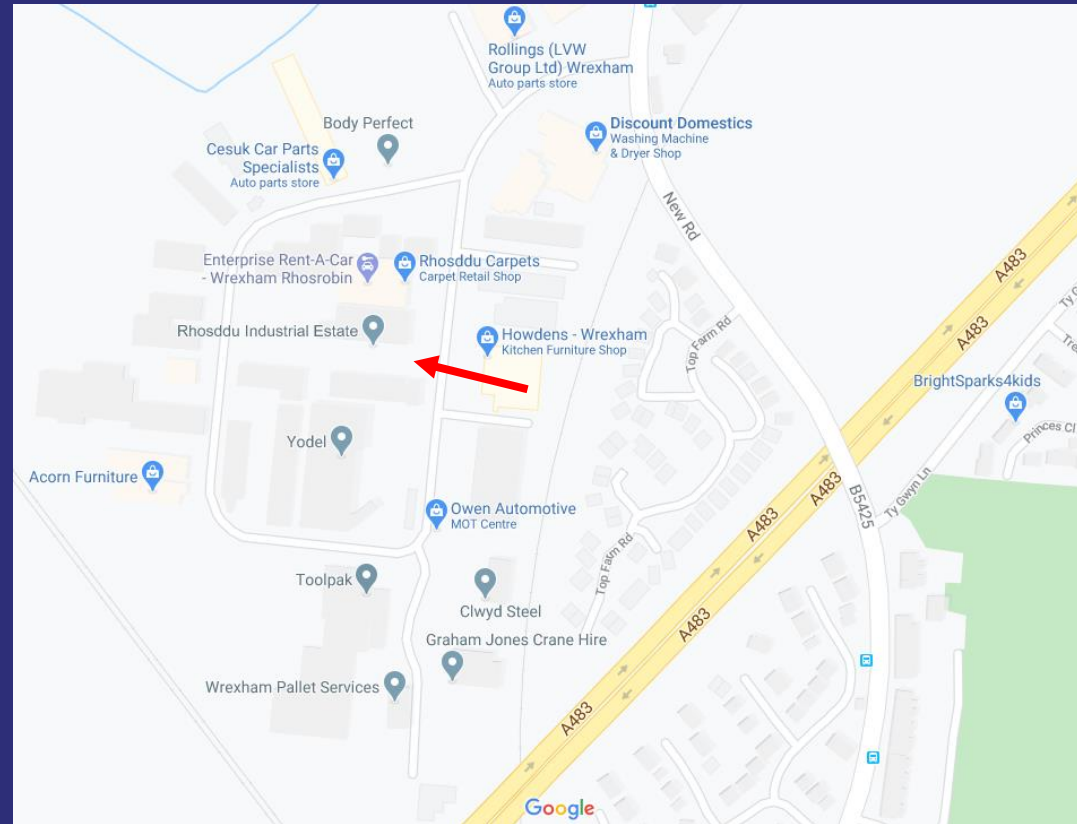 Rollings (LVW
Group Ltd) Wrexham
Auto parts store
Body Perfect
Discount Domestics
Washing Machine
& Dryer Shop
Cesuk Car Parts
Specialists
Auto parts store
New Rd
A483
Enterprise Rent-A-Car
- Wrexham Rhosrobin
Rhosddu Carpets
Carpet Retail Shop
A483
Rhosddu Industrial Estate
Howdens - Wrexham
Kitchen Furniture Shop
Top Farm Rd
BrightSparks4kids
Princes Cl
Yodel
Acorn Furniture
A483
A483
B5425
Ty Gwyn Ln
Owen Automotive
MOT Centre
A483
Top Farm Rd
Toolpak
Clwyd Steel
A483
Graham Jones Crane Hire
Wrexham Pallet Services
A483
Google